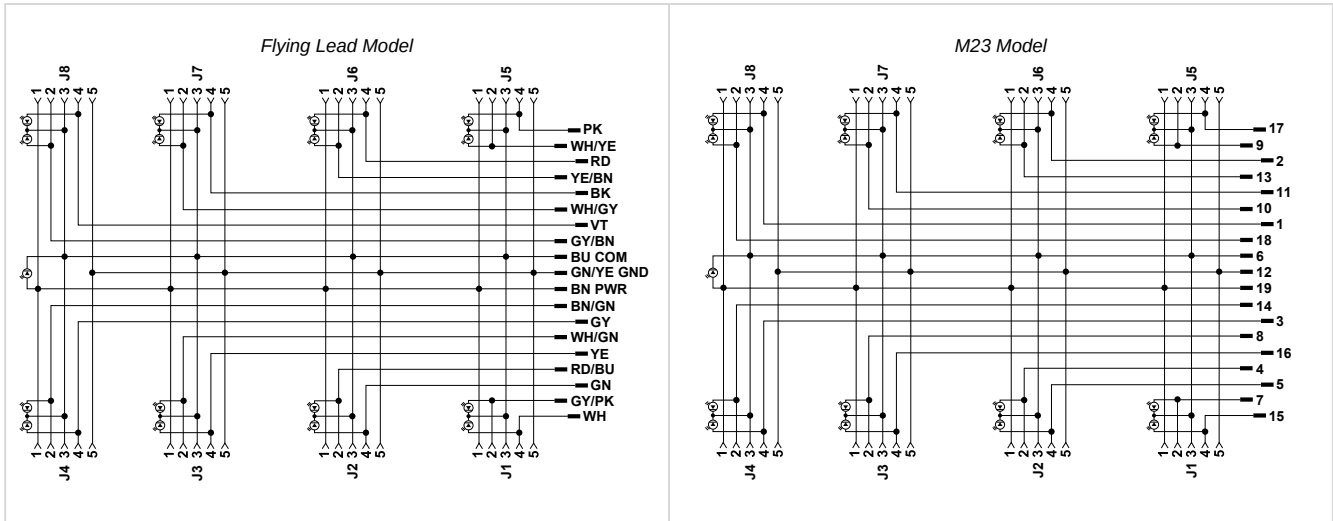 Flying Lead Model
J8 J7 J6 J5
1 2 3 4 5 1 2 3 4 5 1 2 3 4 5 1 2 3 4 5
PK
WH/YE
RD
YE/BN
BK
WH/GY
VT
GY/BN
BU COM
GN/YE GND
BN PWR
BN/GN
GY
WH/GN
YE
RD/BU
GN
GY/PK
WH
1 2 3 4 5 1 2 3 4 5 1 2 3 4 5 1 2 3 4 5
J4 J3 J2 J1
M23 Model
J8 J7 J6 J5
1 2 3 4 5 1 2 3 4 5 1 2 3 4 5 1 2 3 4 5
17
9
2
13
11
10
1
18
6
12
19
14
3
8
16
4
5
7
15
1 2 3 4 5 1 2 3 4 5 1 2 3 4 5 1 2 3 4 5
J4 J3 J2 J1